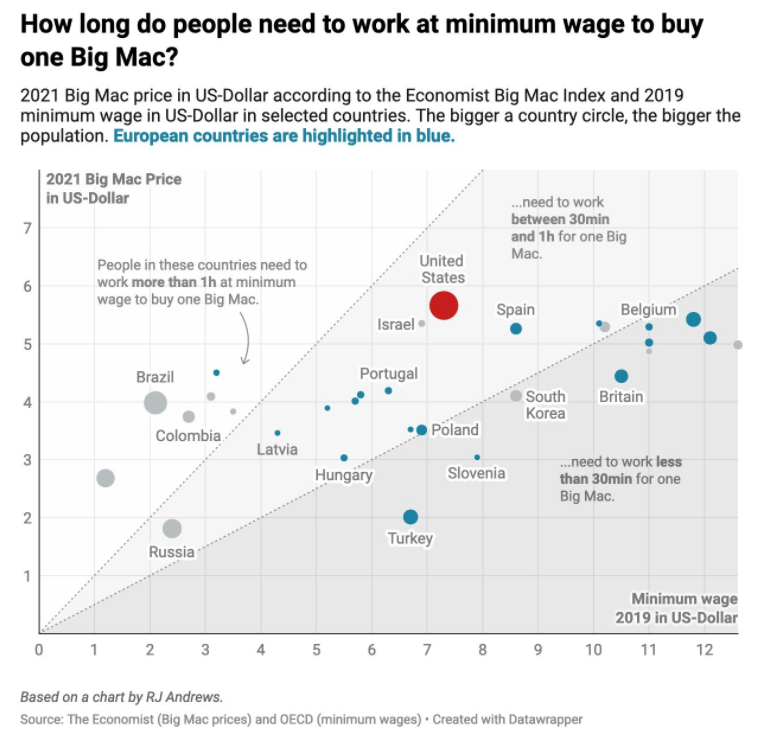 How long do people need to work at minimum wage to buy
one Big Mac?
2021 Big Mac price in US-Dollar according to the Economist Big Mac Index and 2019
minimum wage in US-Dollar in selected countries. The bigger a country circle, the bigger the
population. European countries are highlighted in blue.
2021 Big Mac Price
in US-Dollar
...need to work
between 30min
and 1h for one Big
Mac.
7
People in these countries need to
work more than 1h at minimum
wage to buy one Big Mac.
United
States
6
Israel
Spain
Belgium
5
Brazil
Portugal
4
Colombia
South
Korea
Britain
Latvia
Poland
3
Hungary
Slovenia
...need to work less
than 30min for one
Big Mac.
2
Russia
Turkey
1
Minimum wage
2019 in US-Dollar
0 1 2 3 4 5 6 7 8 9 10 11 12
Based on a chart by RJ Andrews.
Source: The Economist (Big Mac prices) and OECD (minimum wages) • Created with Datawrapper